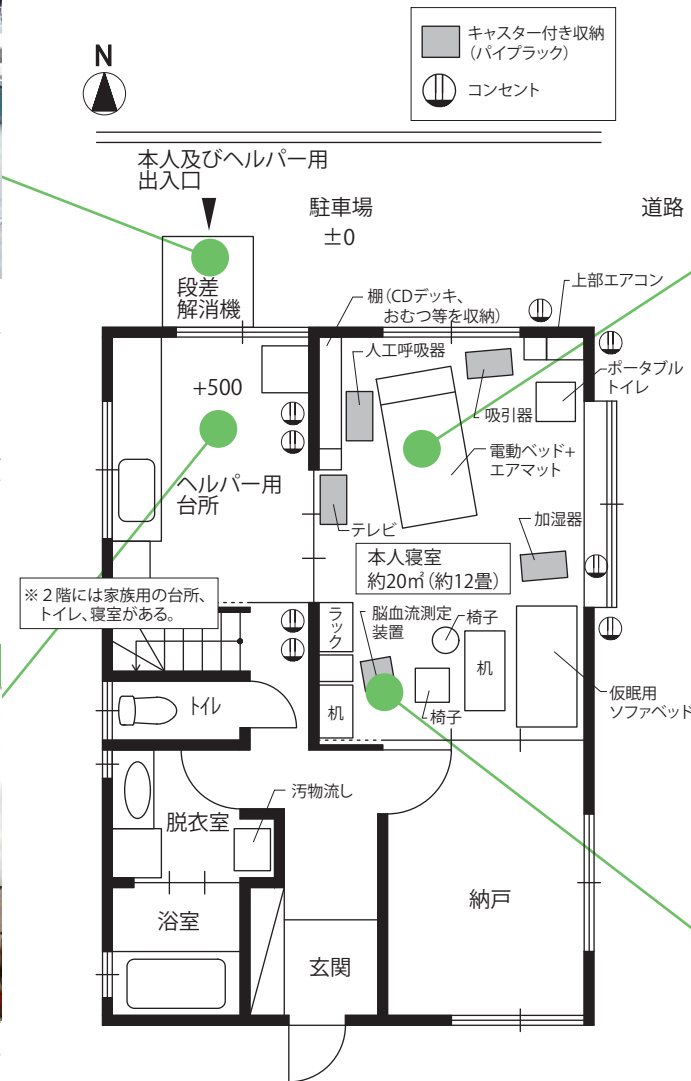 キャスター付き収納
(パイプラック)
コンセント
N
本人及びヘルパー用
出入口
駐車場
±0
道路
段差
解消機
棚(CDデッキ、
おむつ等を収納)
上部エアコン
人工呼吸器
ポータブル
トイレ
吸引器
+500
電動ベッド+
エアマット
ヘルパー用
台所
テレビ
加湿器
本人寝室
約20㎡(約12畳)
※2階には家族用の台所、
トイレ、寝室がある。
ラック
脳血流測定
装置
椅子
机
机
椅子
仮眠用
ソファベッド
トイレ
汚物流し
脱衣室
納戸
浴室
玄関